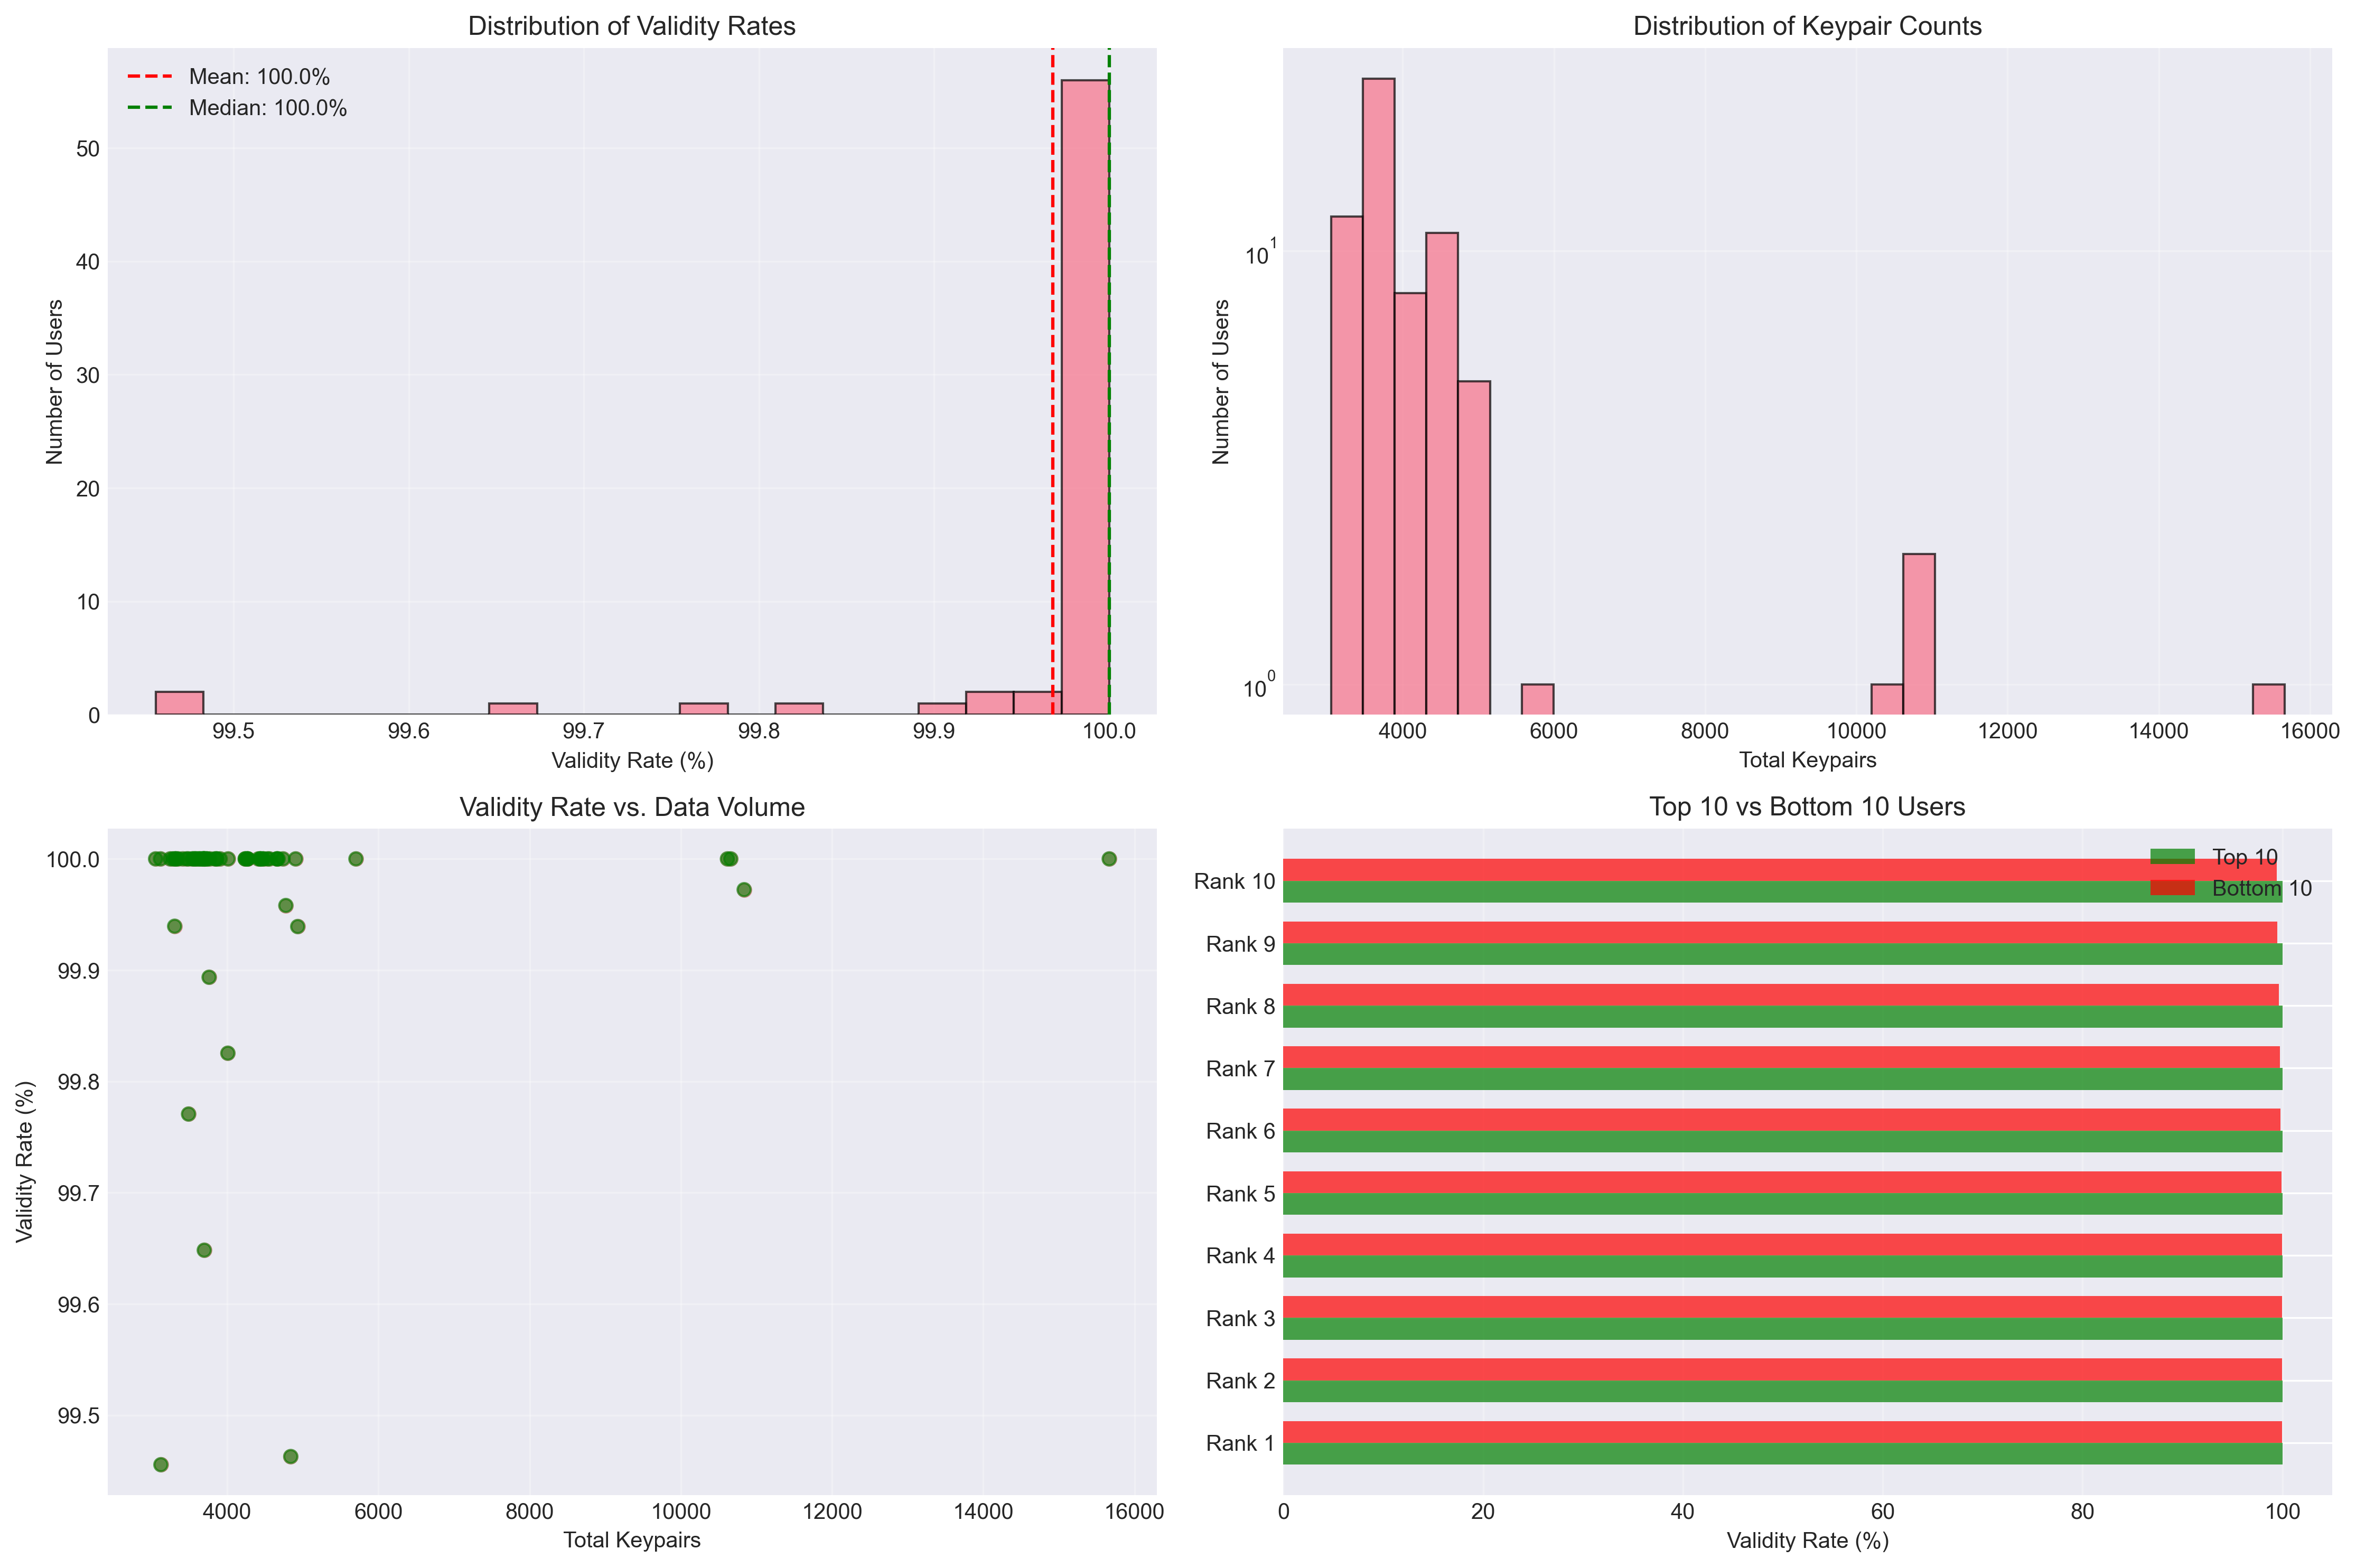 Distribution of Validity Rates
Mean: 100.0%
Median: 100.0%
Number of Users
50
40
30
20
10
0
99.5 99.6 99.7 99.8 99.9 100.0
Validity Rate (%)
Distribution of Keypair Counts
Number of Users
10^1
10^0
4000 6000 8000 10000 12000 14000 16000
Total Keypairs
Validity Rate vs. Data Volume
Validity Rate (%)
100.0
99.9
99.8
99.7
99.6
99.5
4000 6000 8000 10000 12000 14000 16000
Total Keypairs
Top 10 vs Bottom 10 Users
Top 10
Bottom 10
Rank 10
Rank 9
Rank 8
Rank 7
Rank 6
Rank 5
Rank 4
Rank 3
Rank 2
Rank 1
0 20 40 60 80 100
Validity Rate (%)